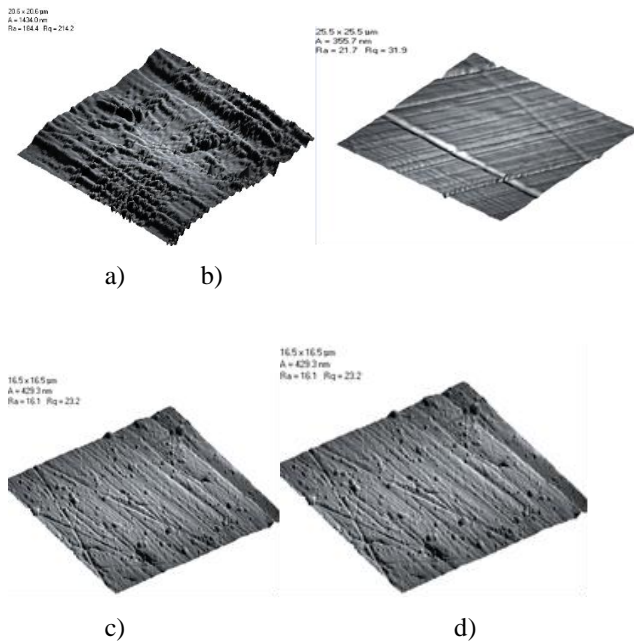 20.6 x 20.6 µm
A = 1434.0 nm
Ra = 184.4 Rq = 214.2
25.5 x 25.5 µm
A = 355.7 nm
Ra = 21.7 Rq = 31.9
a) b)
16.5 x 16.5 µm
A = 429.3 nm
Ra = 16.1 Rq = 23.2
16.5 x 16.5 µm
A = 429.3 nm
Ra = 16.1 Rq = 23.2
c) d)